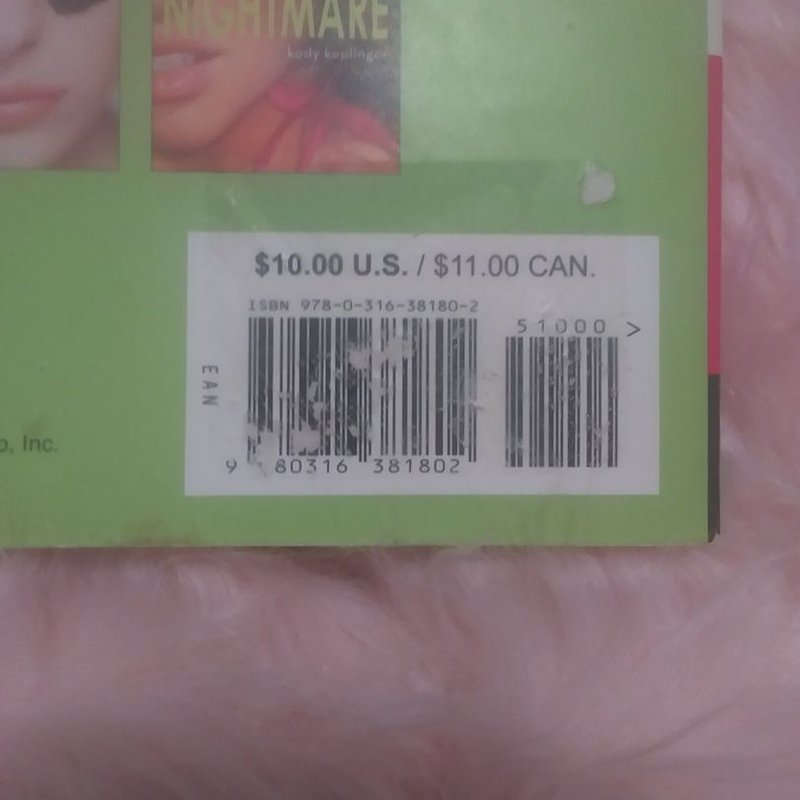 NIGHTMARE
kody keplinger
$10.00 U.S. / $11.00 CAN.
ISBN 978-0-316-38180-2
51000 >
EAN
9 780316 381802
, Inc.